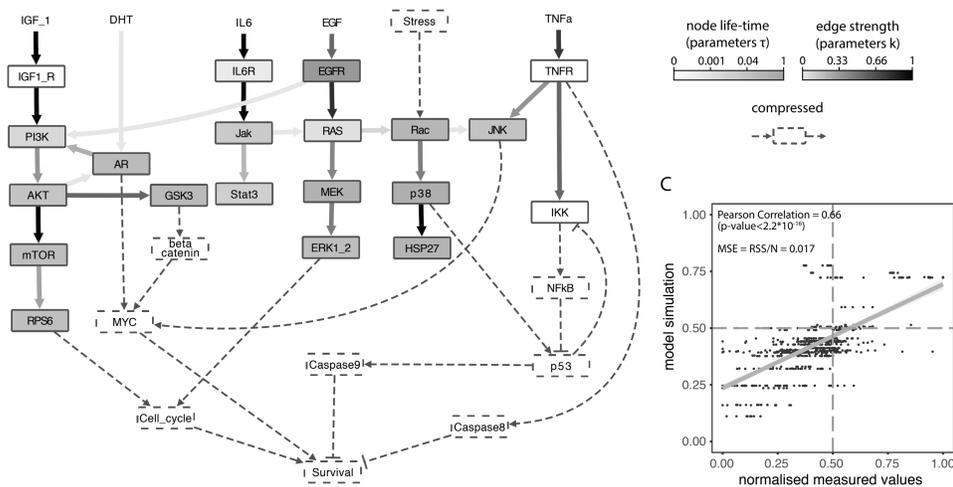 IGF_1
DHT
IL6
EGF
Stress
TNFa
IGF1_R
IL6R
EGFR
TNFR
PI3K
Jak
RAS
Rac
JNK
AR
AKT
GSK3
Stat3
MEK
p38
IKK
mTOR
beta
catenin
ERK1_2
HSP27
NFkB
RPS6
MYC
Caspase9
p53
Cell_cycle
Caspase8
Survival
node life-time
(parameters τ)
edge strength
(parameters k)
0 0.001 0.04 1
0 0.33 0.66 1
compressed
C
Pearson Correlation = 0.66
(p-value<2.2*10⁻¹⁶)
MSE = RSS/N = 0.017
1.00
0.75
0.50
0.25
0.00
model simulation
0.00 0.25 0.50 0.75 1.00
normalised measured values